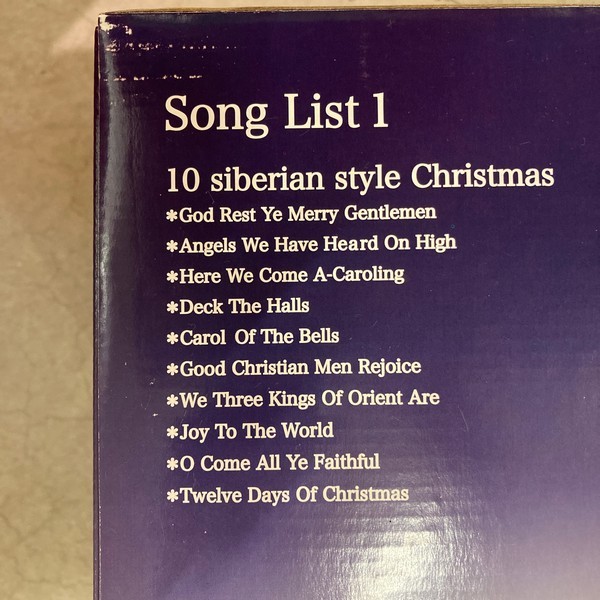 Song List 1
10 siberian style Christmas
*God Rest Ye Merry Gentlemen
*Angels We Have Heard On High
*Here We Come A-Caroling
*Deck The Halls
*Carol Of The Bells
*Good Christian Men Rejoice
*We Three Kings Of Orient Are
*Joy To The World
*O Come All Ye Faithful
*Twelve Days Of Christmas